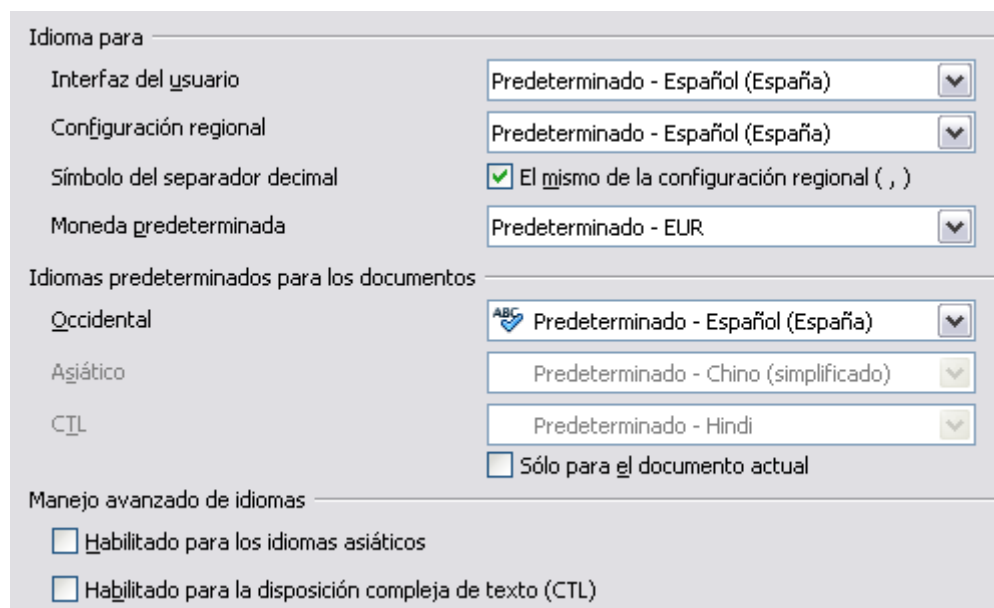 Idioma para
Interfaz del usuario Predeterminado - Español (España)
Configuración regional Predeterminado - Español (España)
Símbolo del separador decimal El mismo de la configuración regional ( , )
Moneda predeterminada Predeterminado - EUR
Idiomas predeterminados para los documentos
Occidental ABC Predeterminado - Español (España)
Asiático Predeterminado - Chino (simplificado)
CTL Predeterminado - Hindi
Sólo para el documento actual
Manejo avanzado de idiomas
Habilitado para los idiomas asiáticos
Habilitado para la disposición compleja de texto (CTL)